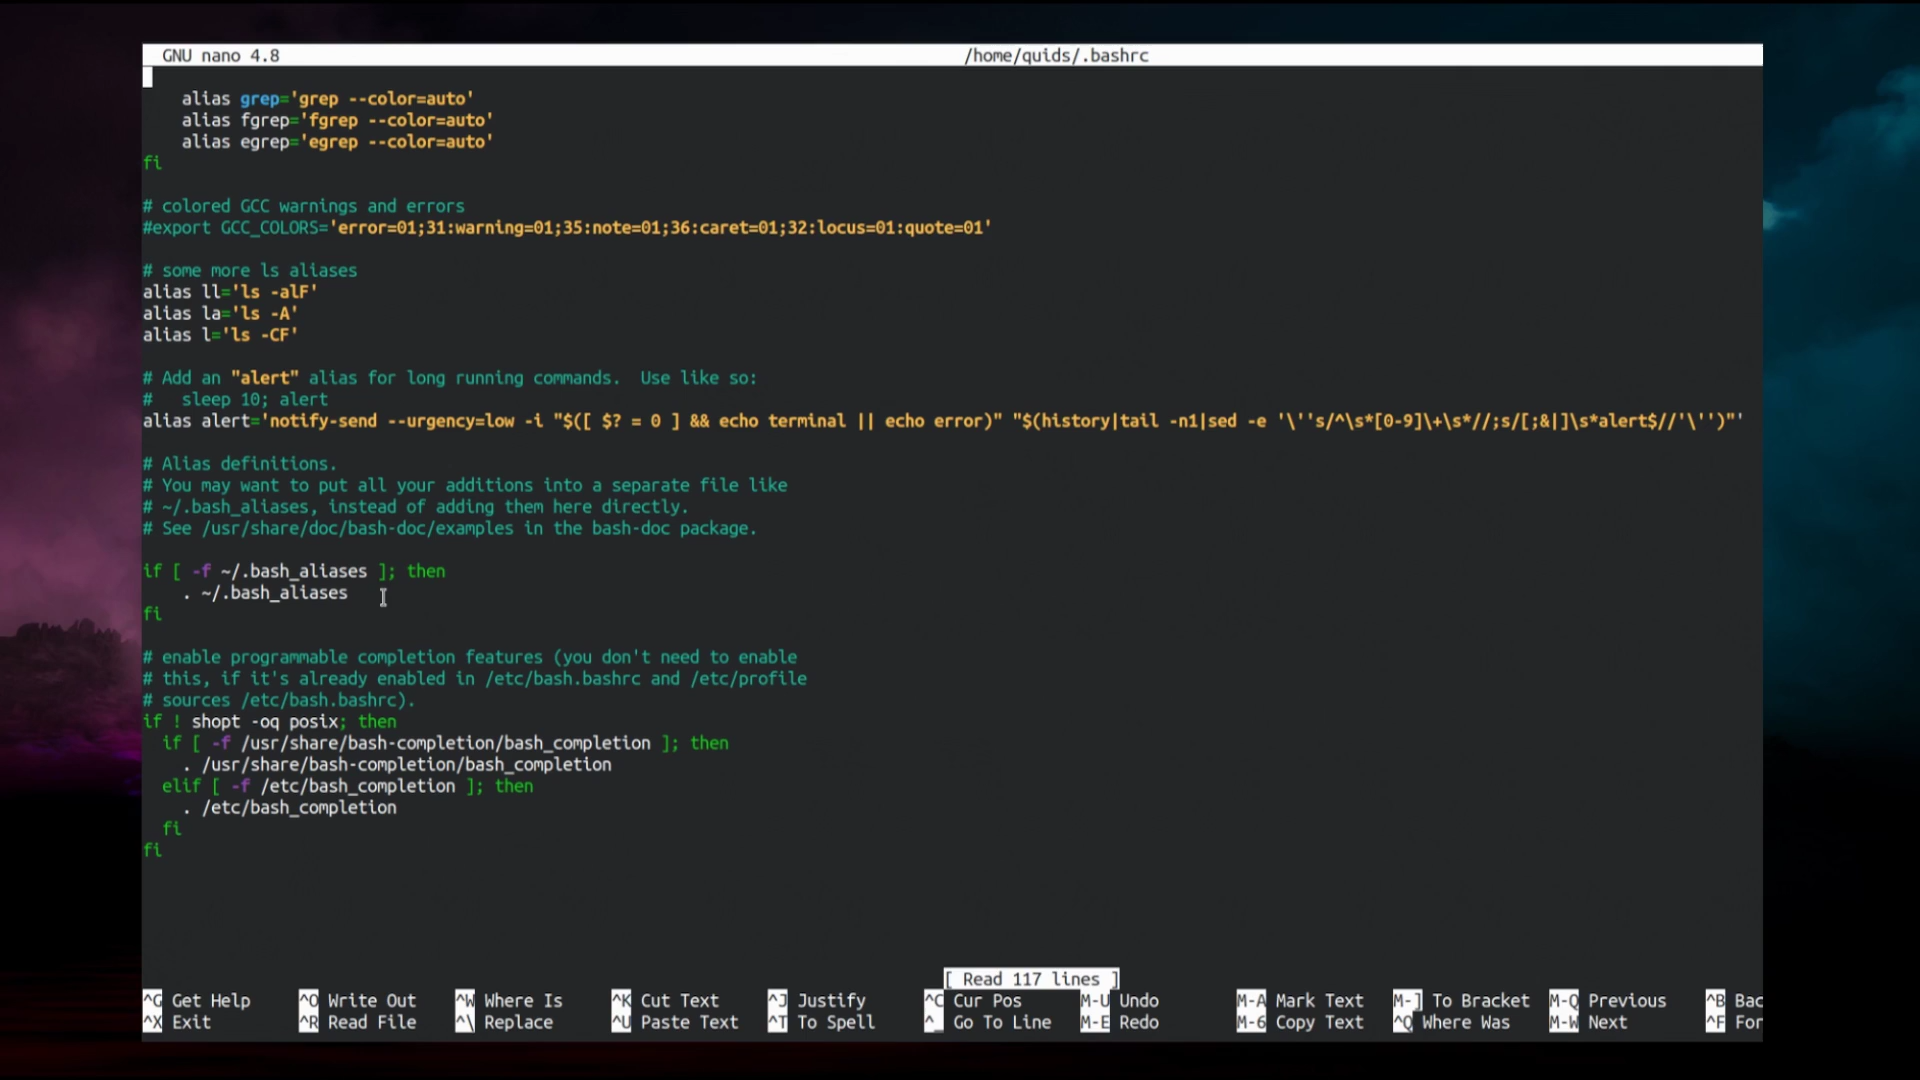 GNU nano 4.8 /home/quids/.bashrc
alias grep='grep --color=auto'
alias fgrep='fgrep --color=auto'
alias egrep='egrep --color=auto'
fi
# colored GCC warnings and errors
#export GCC_COLORS='error=01;31:warning=01;35:note=01;36:caret=01;32:locus=01:quote=01'
# some more ls aliases
alias ll='ls -alF'
alias la='ls -A'
alias l='ls -CF'
# Add an "alert" alias for long running commands.  Use like so:
#   sleep 10; alert
alias alert='notify-send --urgency=low -i "$([ $? = 0 ] && echo terminal || echo error)" "$(history|tail -n1|sed -e '\''s/^\s*[0-9]\+\s*//;s/[;&|]\s*alert$//'\'')"'
# Alias definitions.
# You may want to put all your additions into a separate file like
# ~/.bash_aliases, instead of adding them here directly.
# See /usr/share/doc/bash-doc/examples in the bash-doc package.
if [ -f ~/.bash_aliases ]; then
    . ~/.bash_aliases
fi
# enable programmable completion features (you don't need to enable
# this, if it's already enabled in /etc/bash.bashrc and /etc/profile
# sources /etc/bash.bashrc).
if ! shopt -oq posix; then
  if [ -f /usr/share/bash-completion/bash_completion ]; then
    . /usr/share/bash-completion/bash_completion
  elif [ -f /etc/bash_completion ]; then
    . /etc/bash_completion
  fi
fi
[ Read 117 lines ]
^G Get Help ^O Write Out ^W Where Is ^K Cut Text ^J Justify ^C Cur Pos M-U Undo M-A Mark Text M-] To Bracket M-Q Previous ^B Bac
^X Exit ^R Read File ^\ Replace ^U Paste Text ^T To Spell ^_ Go To Line M-E Redo M-6 Copy Text ^Q Where Was M-W Next ^F For